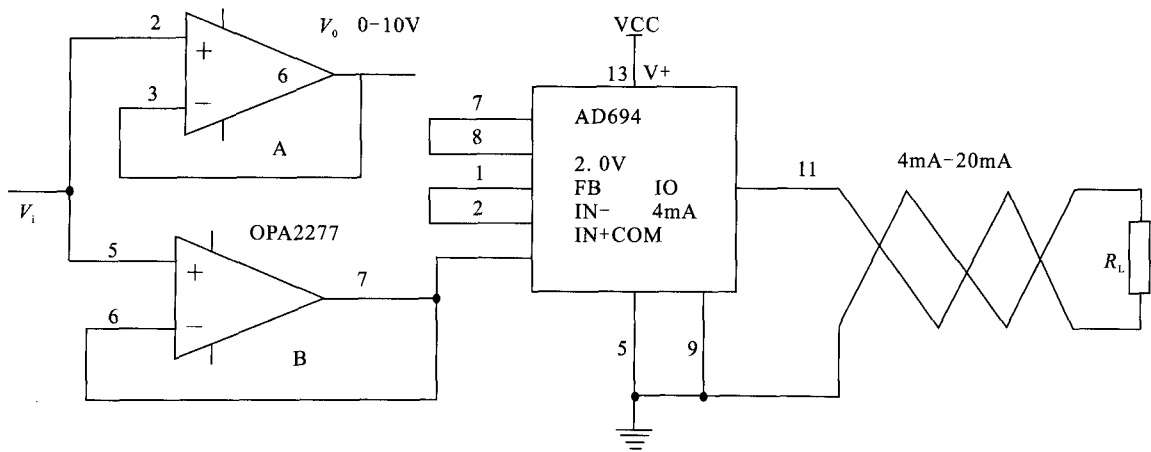 2
+
3
−
6
A
V₀ 0-10V
Vᵢ
OPA2277
5
+
6
−
7
B
VCC
13 V+
AD694
7
8
2. 0V
1
FB IO
2
IN- 4mA
IN+COM
5
9
11
4mA-20mA
R_L